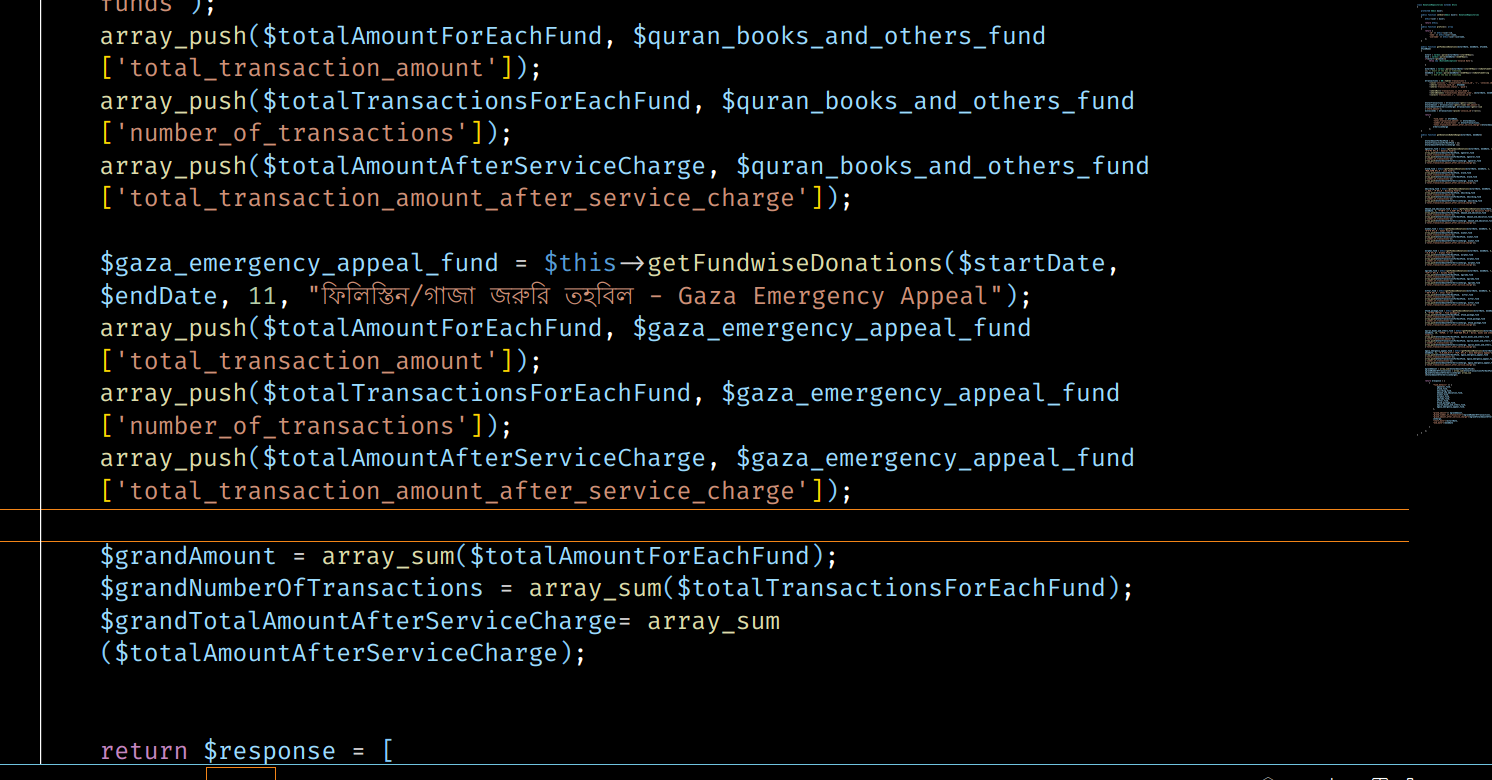 funds");
array_push($totalAmountForEachFund, $quran_books_and_others_fund
['total_transaction_amount']);
array_push($totalTransactionsForEachFund, $quran_books_and_others_fund
['number_of_transactions']);
array_push($totalAmountAfterServiceCharge, $quran_books_and_others_fund
['total_transaction_amount_after_service_charge']);
$gaza_emergency_appeal_fund = $this->getFundwiseDonations($startDate,
$endDate, 11, "ফিলিস্তিন/গাজা জরুরি তহবিল – Gaza Emergency Appeal");
array_push($totalAmountForEachFund, $gaza_emergency_appeal_fund
['total_transaction_amount']);
array_push($totalTransactionsForEachFund, $gaza_emergency_appeal_fund
['number_of_transactions']);
array_push($totalAmountAfterServiceCharge, $gaza_emergency_appeal_fund
['total_transaction_amount_after_service_charge']);
$grandAmount = array_sum($totalAmountForEachFund);
$grandNumberOfTransactions = array_sum($totalTransactionsForEachFund);
$grandTotalAmountAfterServiceCharge= array_sum
($totalAmountAfterServiceCharge);
return $response = [